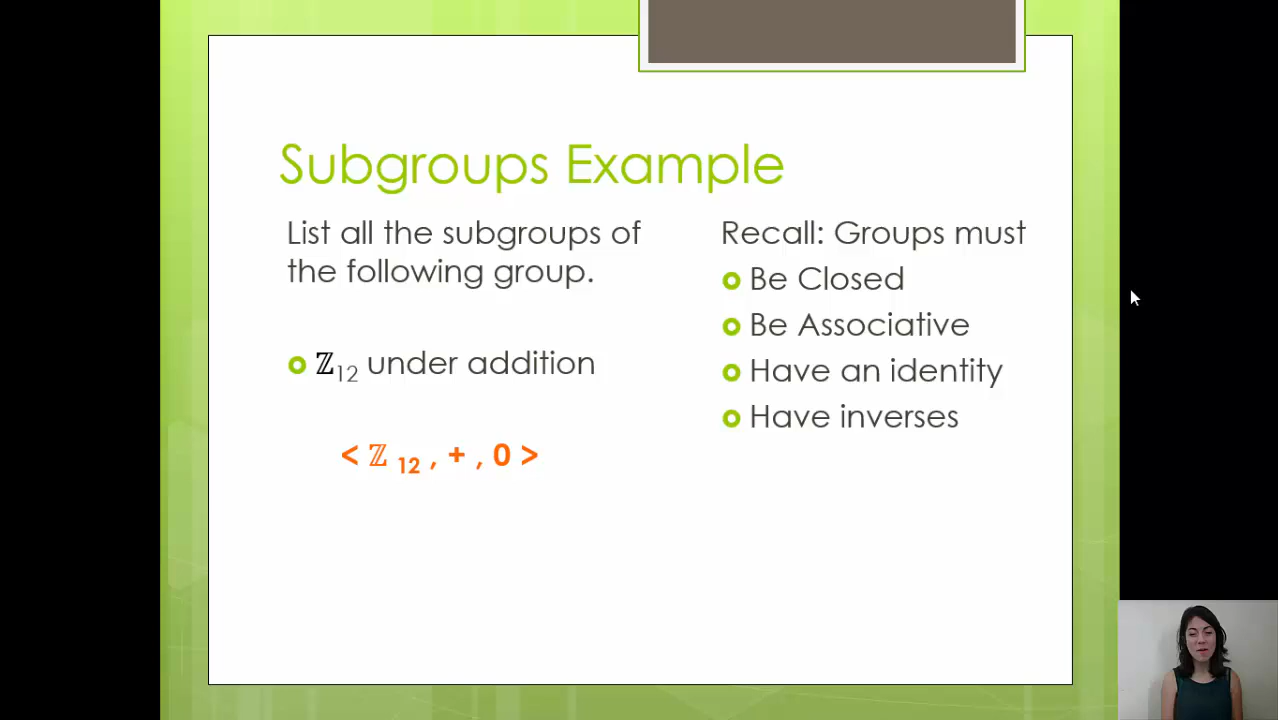 Subgroups Example
List all the subgroups of
the following group.
ℤ₁₂ under addition
< ℤ ₁₂ , + , 0 >
Recall: Groups must
Be Closed
Be Associative
Have an identity
Have inverses